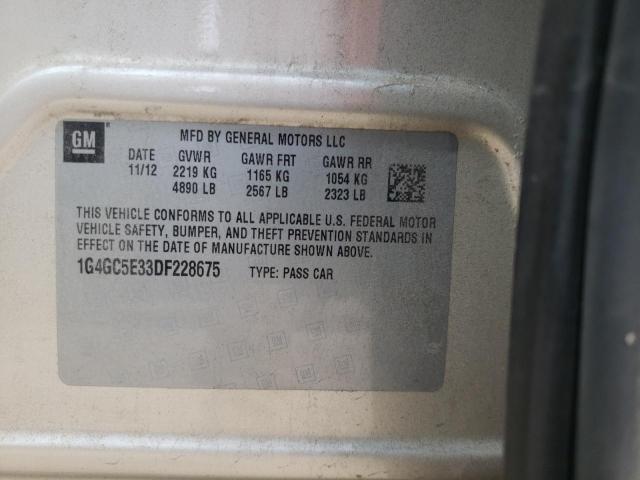 GM
MFD BY GENERAL MOTORS LLC
DATE GVWR GAWR FRT GAWR RR
11/12 2219 KG 1165 KG 1054 KG
4890 LB 2567 LB 2323 LB
THIS VEHICLE CONFORMS TO ALL APPLICABLE U.S. FEDERAL MOTOR
VEHICLE SAFETY, BUMPER, AND THEFT PREVENTION STANDARDS IN
EFFECT ON THE DATE OF MANUFACTURE SHOWN ABOVE.
1G4GC5E33DF228675 TYPE: PASS CAR